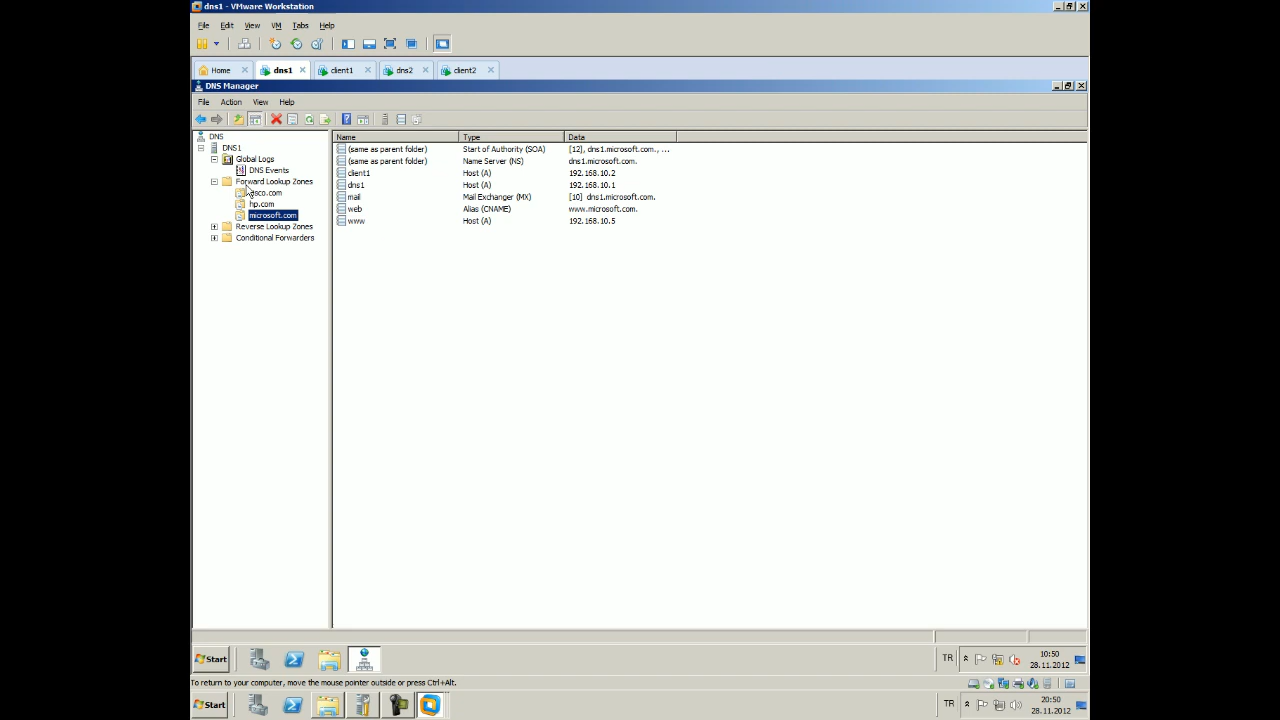 dns1 - VMware Workstation
File Edit View VM Tabs Help
Home dns1 client1 dns2 client2
DNS Manager
File Action View Help
DNS
DNS1
Global Logs
DNS Events
Forward Lookup Zones
hp.com
microsoft.com
Reverse Lookup Zones
Conditional Forwarders
Name Type Data
(same as parent folder) Start of Authority (SOA) [12], dns1.microsoft.com., ...
(same as parent folder) Name Server (NS) dns1.microsoft.com.
client1 Host (A) 192.168.10.2
dns1 Host (A) 192.168.10.1
mail Mail Exchanger (MX) [10] dns1.microsoft.com.
web Alias (CNAME) www.microsoft.com.
www Host (A) 192.168.10.5
Start TR 10:50
28.11.2012
To return to your computer, move the mouse pointer outside or press Ctrl+Alt.
Start TR 20:50
28.11.2012